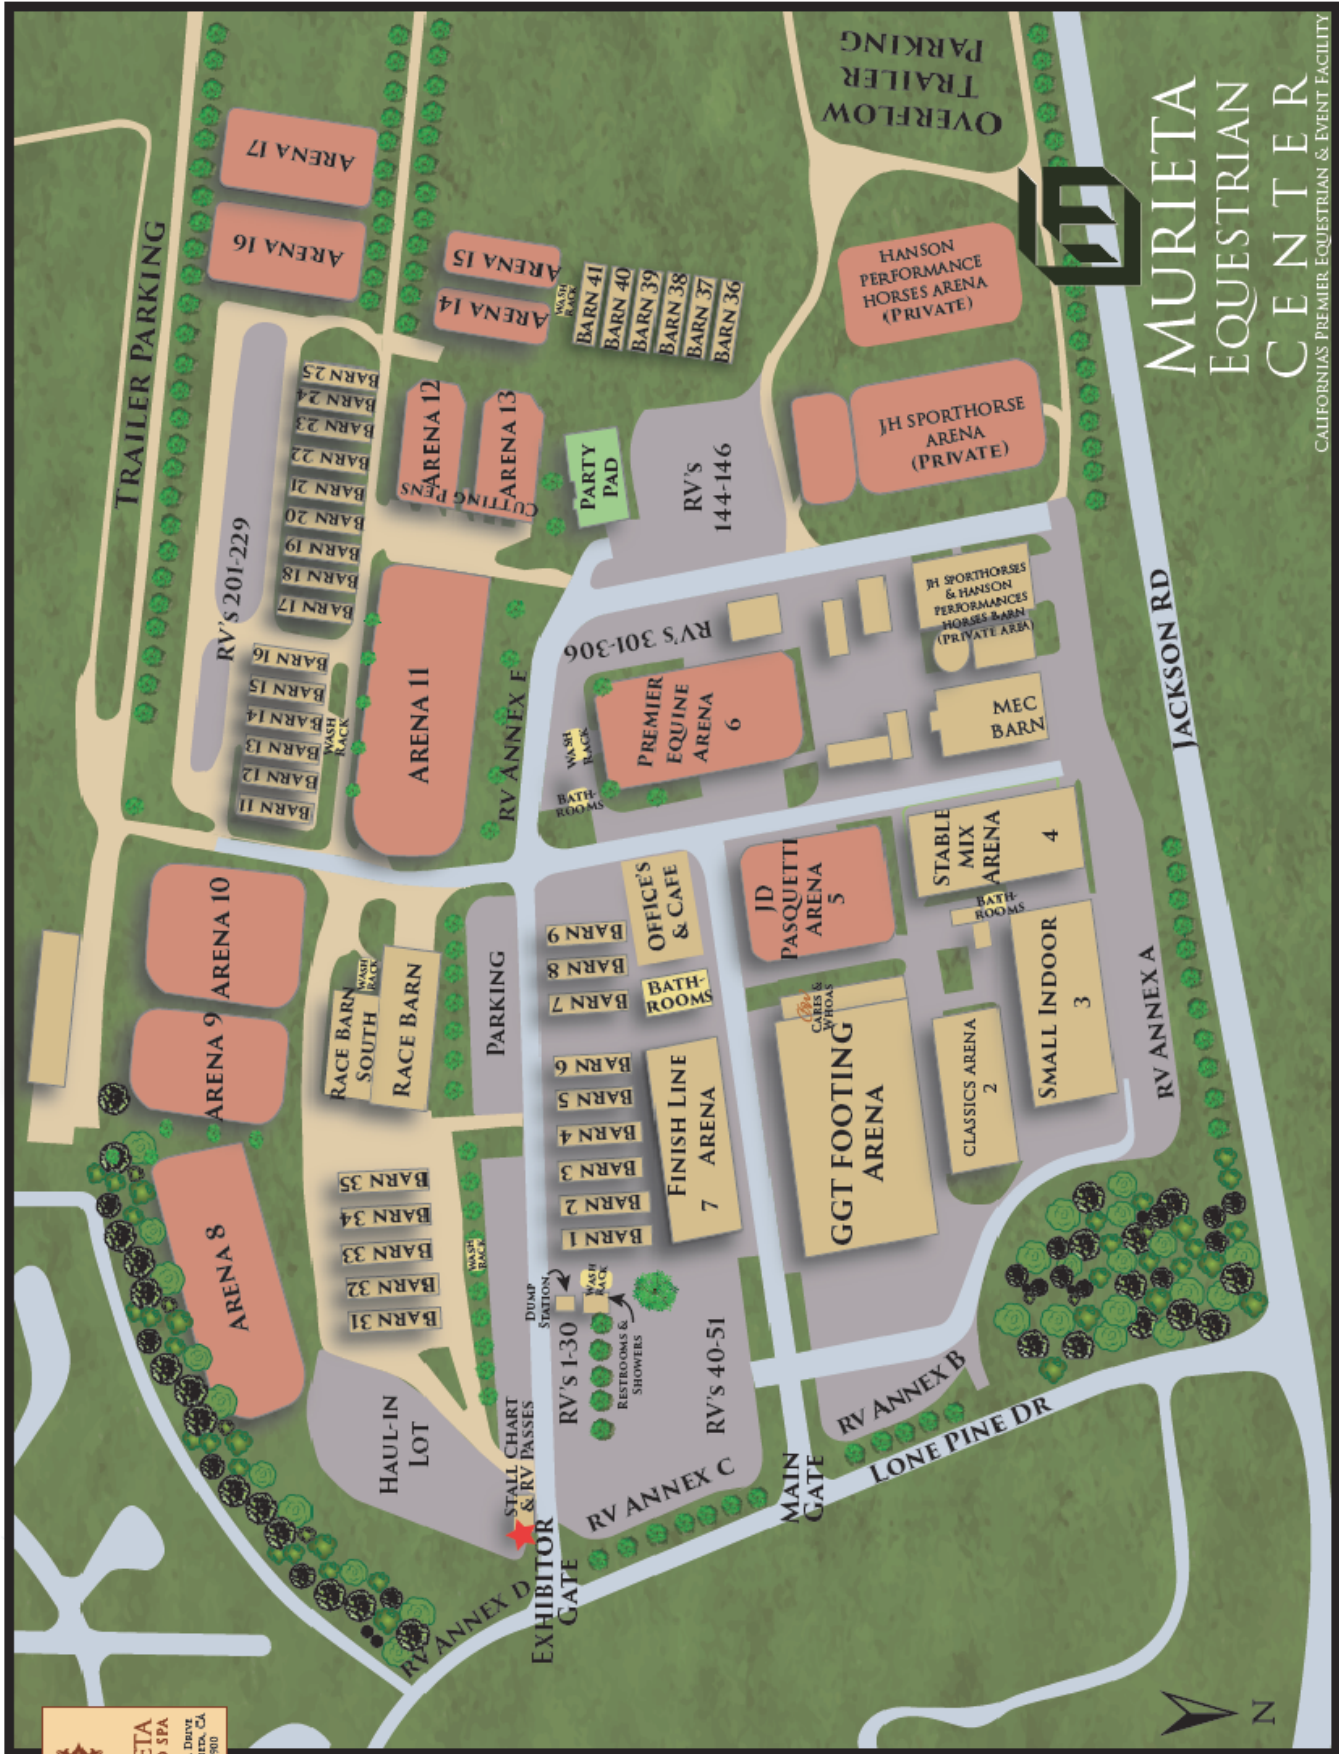 MURIETA
EQUESTRIAN
CENTER
CALIFORNIA'S PREMIER EQUESTRIAN & EVENT FACILITY
OVERFLOW
TRAILER
PARKING
ARENA 17
ARENA 16
TRAILER PARKING
ARENA 15
ARENA 14
WASH
RACK
BARN 41
BARN 40
BARN 39
BARN 38
BARN 37
BARN 36
HANSON
PERFORMANCE
HORSES ARENA
(PRIVATE)
JH SPORTHORSE
ARENA
(PRIVATE)
BARN 25
BARN 24
BARN 23
BARN 22
BARN 21
BARN 20
BARN 19
BARN 18
BARN 17
RV'S 201-229
ARENA 12
ARENA 13
CUTTING PENS
PARTY
PAD
RV'S
144-146
BARN 16
BARN 15
BARN 14
BARN 13
BARN 12
BARN 11
WASH
RACK
ARENA 11
RV ANNEX E
RV'S 301-306
WASH
RACK
BATH-
ROOMS
PREMIER
EQUINE
ARENA
6
JH SPORTHORSES
& HANSON
PERFORMANCES
HORSES BARN
(PRIVATE AREA)
MEC
BARN
JACKSON RD
ARENA 10
ARENA 9
ARENA 8
RACE BARN
SOUTH
WASH
RACK
RACE BARN
PARKING
BARN 9
BARN 8
BARN 7
OFFICE'S
& CAFE
BATH-
ROOMS
JD
PASQUETTI
ARENA
5
STABLE
MIX
ARENA
4
BATH-
ROOMS
CARES &
WHOAS
GGT FOOTING
ARENA
CLASSICS ARENA
2
SMALL INDOOR
3
RV ANNEX A
BARN 6
BARN 5
BARN 4
BARN 3
BARN 2
BARN 1
FINISH LINE
ARENA
7
BARN 35
BARN 34
BARN 33
BARN 32
BARN 31
WASH
RACK
DUMP
STATION
WASH
RACK
RV'S 1-30
RESTROOMS &
SHOWERS
RV'S 40-51
HAUL-IN
LOT
STALL CHART
& RV PASSES
RV ANNEX C
RV ANNEX B
LONE PINE DR
MAIN
GATE
EXHIBITOR
GATE
RV ANNEX D
N
ETA
SPA
DRIVE
ETA, CA
900